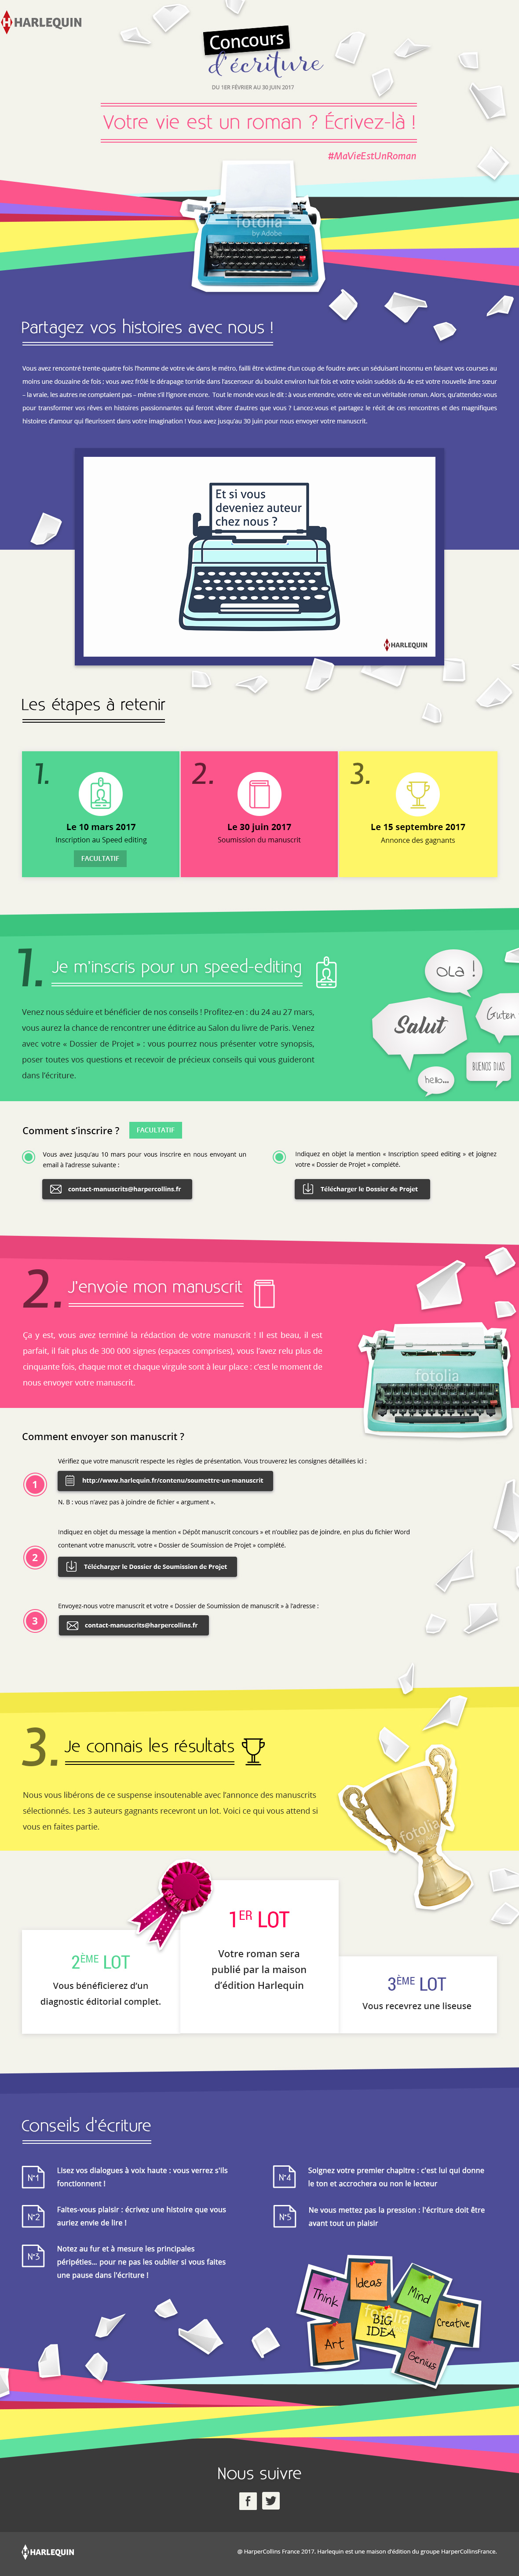 HARLEQUIN
Concours
d'écriture
DU 1ER FÉVRIER AU 30 JUIN 2017
Votre vie est un roman ? Écrivez-là !
#MaVieEstUnRoman
fotolia
by Adobe
Partagez vos histoires avec nous !
Vous avez rencontré trente-quatre fois l'homme de votre vie dans le métro, failli être victime d'un coup de foudre avec un séduisant inconnu en faisant vos courses au
moins une douzaine de fois ; vous avez frôlé le dérapage torride dans l'ascenseur du boulot environ huit fois et votre voisin suédois du 4e est votre nouvelle âme sœur
– la vraie, les autres ne comptaient pas – même s'il l'ignore encore. Tout le monde vous le dit : à vous entendre, votre vie est un véritable roman. Alors, qu'attendez-vous
pour transformer vos rêves en histoires passionnantes qui feront vibrer d'autres que vous ? Lancez-vous et partagez le récit de ces rencontres et des magnifiques
histoires d'amour qui fleurissent dans votre imagination ! Vous avez jusqu'au 30 juin pour nous envoyer votre manuscrit.
Et si vous
deveniez auteur
chez nous ?
HARLEQUIN
Les étapes à retenir
1.
Le 10 mars 2017
Inscription au Speed editing
FACULTATIF
2.
Le 30 juin 2017
Soumission du manuscrit
3.
Le 15 septembre 2017
Annonce des gagnants
1. Je m'inscris pour un speed-editing
Venez nous séduire et bénéficier de nos conseils ! Profitez-en : du 24 au 27 mars,
vous aurez la chance de rencontrer une éditrice au Salon du livre de Paris. Venez
avec votre « Dossier de Projet » : vous pourrez nous présenter votre synopsis,
poser toutes vos questions et recevoir de précieux conseils qui vous guideront
dans l'écriture.
OLA !
Salut
Guten
BUENOS DIAS
hello...
Comment s'inscrire ? FACULTATIF
Vous avez jusqu'au 10 mars pour vous inscrire en nous envoyant un
email à l'adresse suivante :
contact-manuscrits@harpercollins.fr
Indiquez en objet la mention « Inscription speed editing » et joignez
votre « Dossier de Projet » complété.
Télécharger le Dossier de Projet
2. J'envoie mon manuscrit
Ça y est, vous avez terminé la rédaction de votre manuscrit ! Il est beau, il est
parfait, il fait plus de 300 000 signes (espaces comprises), vous l'avez relu plus de
cinquante fois, chaque mot et chaque virgule sont à leur place : c'est le moment de
nous envoyer votre manuscrit.
fotolia
Comment envoyer son manuscrit ?
1
Vérifiez que votre manuscrit respecte les règles de présentation. Vous trouverez les consignes détaillées ici :
http://www.harlequin.fr/contenu/soumettre-un-manuscrit
N. B : vous n'avez pas à joindre de fichier « argument ».
2
Indiquez en objet du message la mention « Dépôt manuscrit concours » et n'oubliez pas de joindre, en plus du fichier Word
contenant votre manuscrit, votre « Dossier de Soumission de Projet » complété.
Télécharger le Dossier de Soumission de Projet
3
Envoyez-nous votre manuscrit et votre « Dossier de Soumission de manuscrit » à l'adresse :
contact-manuscrits@harpercollins.fr
3. Je connais les résultats
Nous vous libérons de ce suspense insoutenable avec l'annonce des manuscrits
sélectionnés. Les 3 auteurs gagnants recevront un lot. Voici ce qui vous attend si
vous en faites partie.
fotolia
fotolia
1ER LOT
Votre roman sera
publié par la maison
d'édition Harlequin
2ÈME LOT
Vous bénéficierez d'un
diagnostic éditorial complet.
3ÈME LOT
Vous recevrez une liseuse
Conseils d'écriture
N°1
Lisez vos dialogues à voix haute : vous verrez s'ils
fonctionnent !
N°2
Faites-vous plaisir : écrivez une histoire que vous
auriez envie de lire !
N°3
Notez au fur et à mesure les principales
péripéties... pour ne pas les oublier si vous faites
une pause dans l'écriture !
N°4
Soignez votre premier chapitre : c'est lui qui donne
le ton et accrochera ou non le lecteur
N°5
Ne vous mettez pas la pression : l'écriture doit être
avant tout un plaisir
Think
Ideas
Mind
Art
BIG
IDEA
Creative
Genius
fotolia
Nous suivre
HARLEQUIN
@ HarperCollins France 2017. Harlequin est une maison d'édition du groupe HarperCollinsFrance.